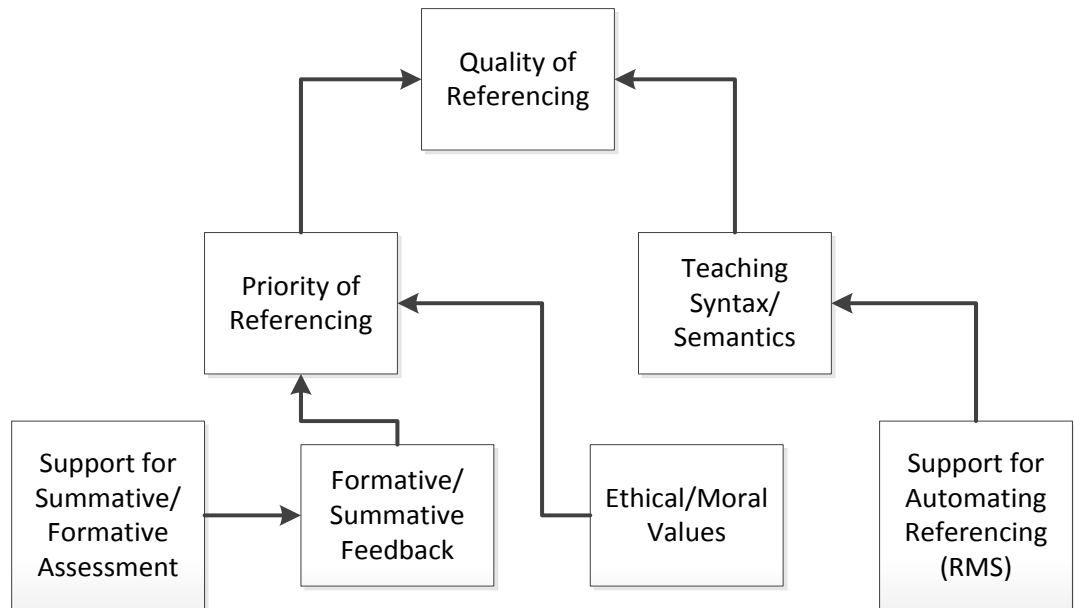 Quality of
Referencing
Priority of
Referencing
Teaching
Syntax/
Semantics
Support for
Summative/
Formative
Assessment
Formative/
Summative
Feedback
Ethical/Moral
Values
Support for
Automating
Referencing
(RMS)